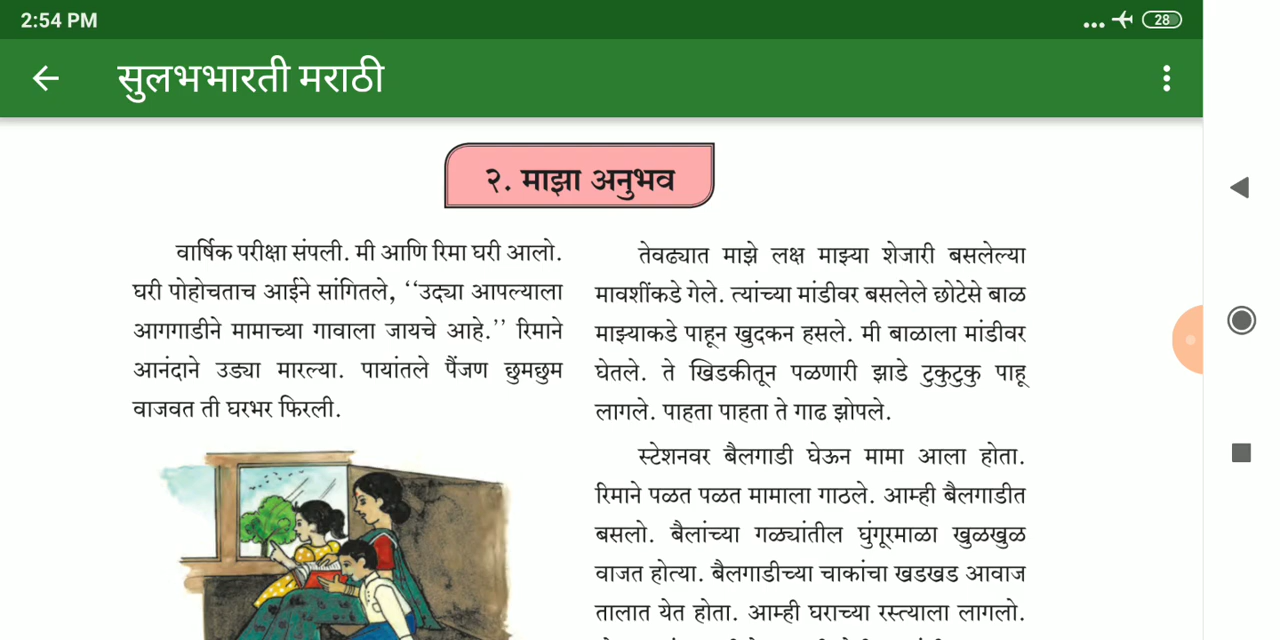 2:54 PM
28
सुलभभारती मराठी
२. माझा अनुभव
वार्षिक परीक्षा संपली. मी आणि रिमा घरी आलो.
घरी पोहोचताच आईने सांगितले, ‘‘उद्या आपल्याला
आगगाडीने मामाच्या गावाला जायचे आहे.’’ रिमाने
आनंदाने उड्या मारल्या. पायांतले पैंजण छुमछुम
वाजवत ती घरभर फिरली.
तेवढ्यात माझे लक्ष माझ्या शेजारी बसलेल्या
मावशींकडे गेले. त्यांच्या मांडीवर बसलेले छोटेसे बाळ
माझ्याकडे पाहून खुदकन हसले. मी बाळाला मांडीवर
घेतले. ते खिडकीतून पळणारी झाडे टुकुटुकु पाहू
लागले. पाहता पाहता ते गाढ झोपले.
स्टेशनवर बैलगाडी घेऊन मामा आला होता.
रिमाने पळत पळत मामाला गाठले. आम्ही बैलगाडीत
बसलो. बैलांच्या गळ्यांतील घुंगूरमाळा खुळखुळ
वाजत होत्या. बैलगाडीच्या चाकांचा खडखड आवाज
तालात येत होता. आम्ही घराच्या रस्त्याला लागलो.